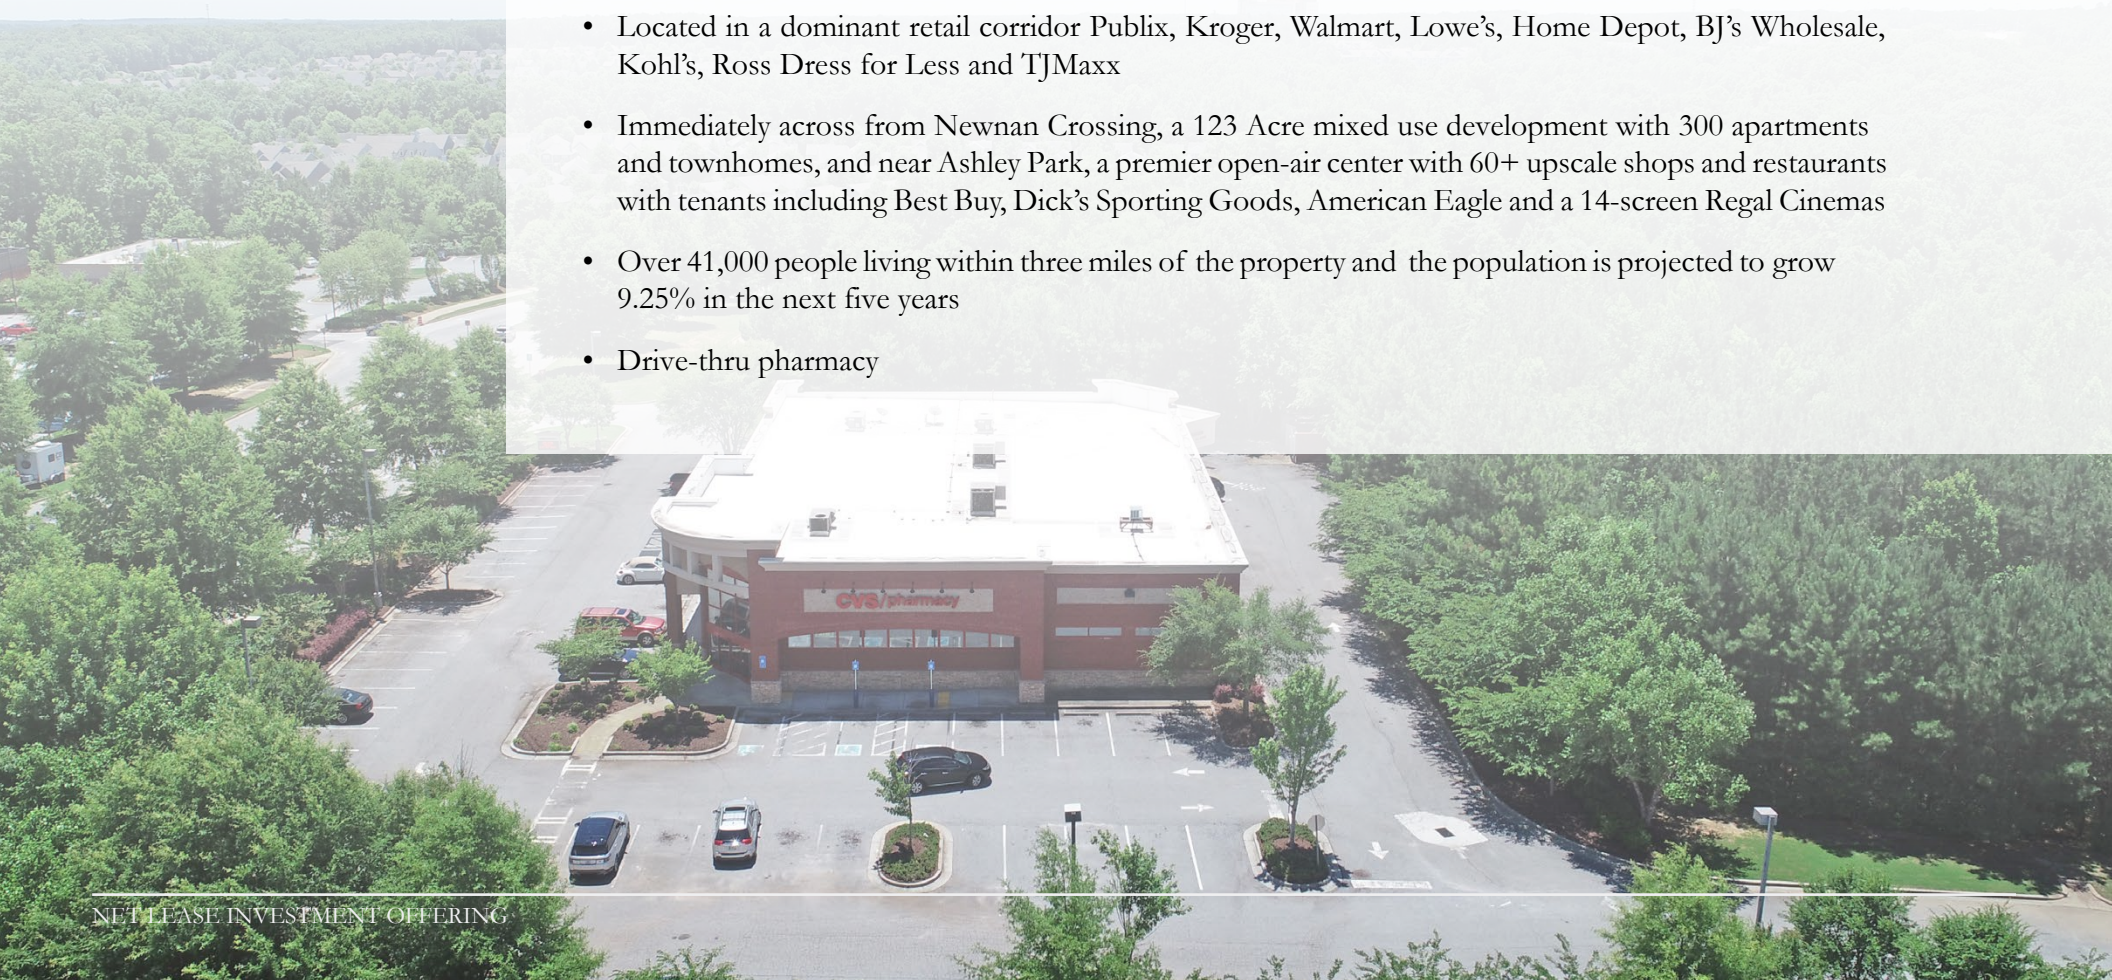 • Located in a dominant retail corridor Publix, Kroger, Walmart, Lowe’s, Home Depot, BJ’s Wholesale,
Kohl’s, Ross Dress for Less and TJMaxx
• Immediately across from Newnan Crossing, a 123 Acre mixed use development with 300 apartments
and townhomes, and near Ashley Park, a premier open-air center with 60+ upscale shops and restaurants
with tenants including Best Buy, Dick’s Sporting Goods, American Eagle and a 14-screen Regal Cinemas
• Over 41,000 people living within three miles of the property and the population is projected to grow
9.25% in the next five years
• Drive-thru pharmacy
CVS/pharmacy
NET LEASE INVESTMENT OFFERING